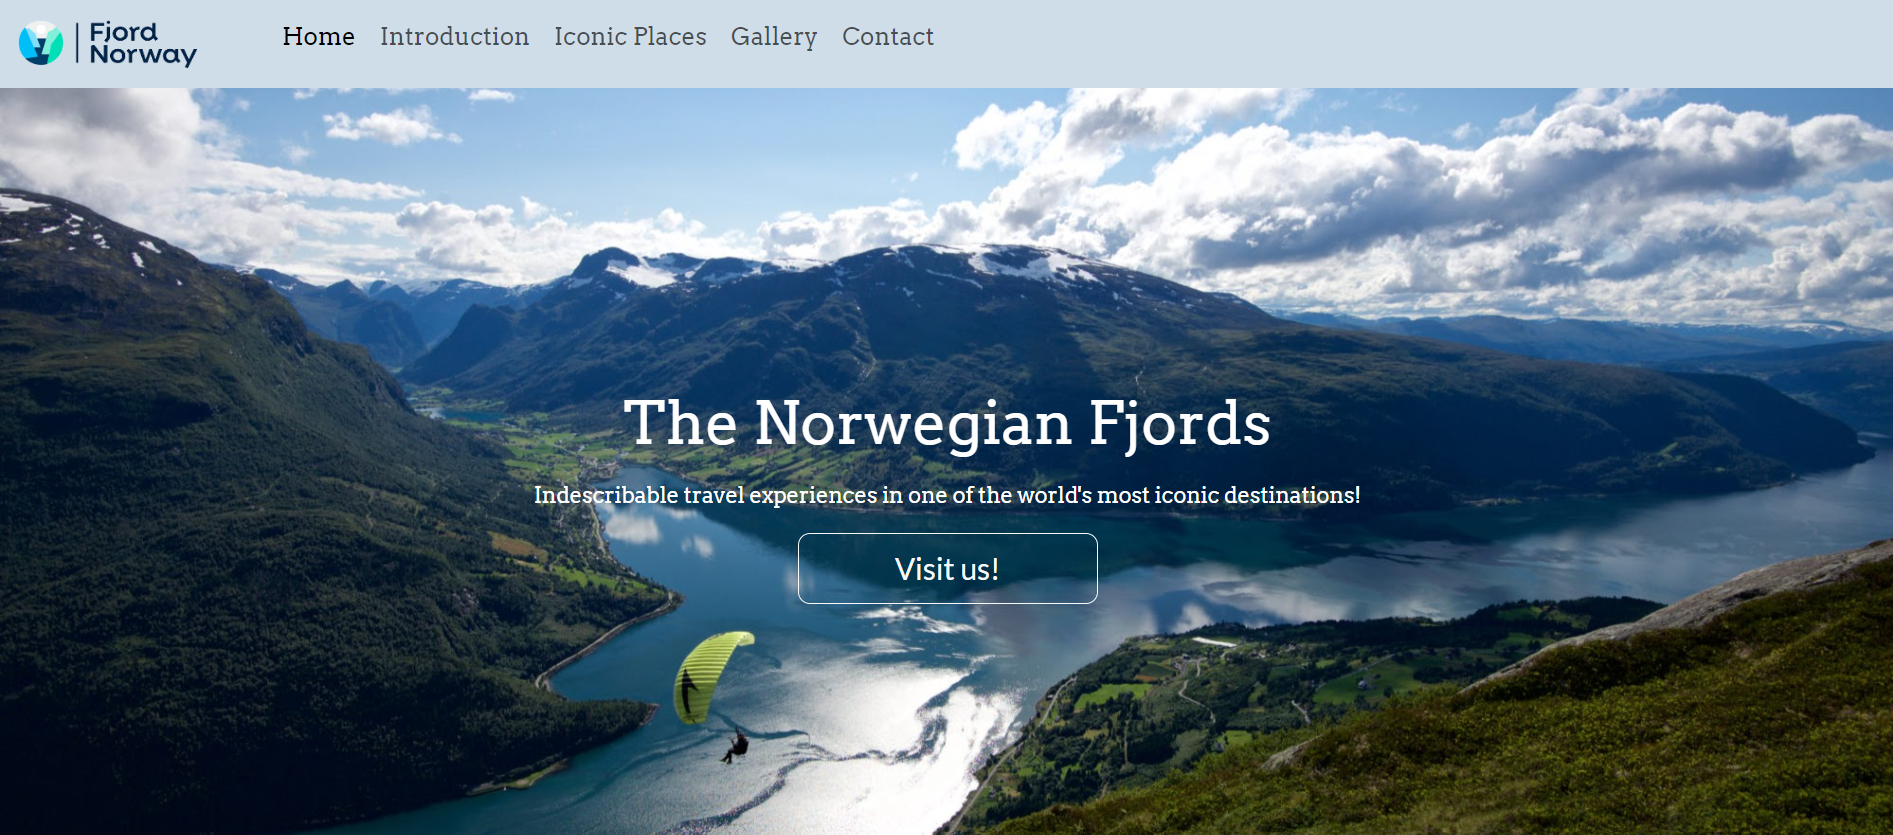 Fjord
Norway
Home Introduction Iconic Places Gallery Contact
The Norwegian Fjords
Indescribable travel experiences in one of the world's most iconic destinations!
Visit us!